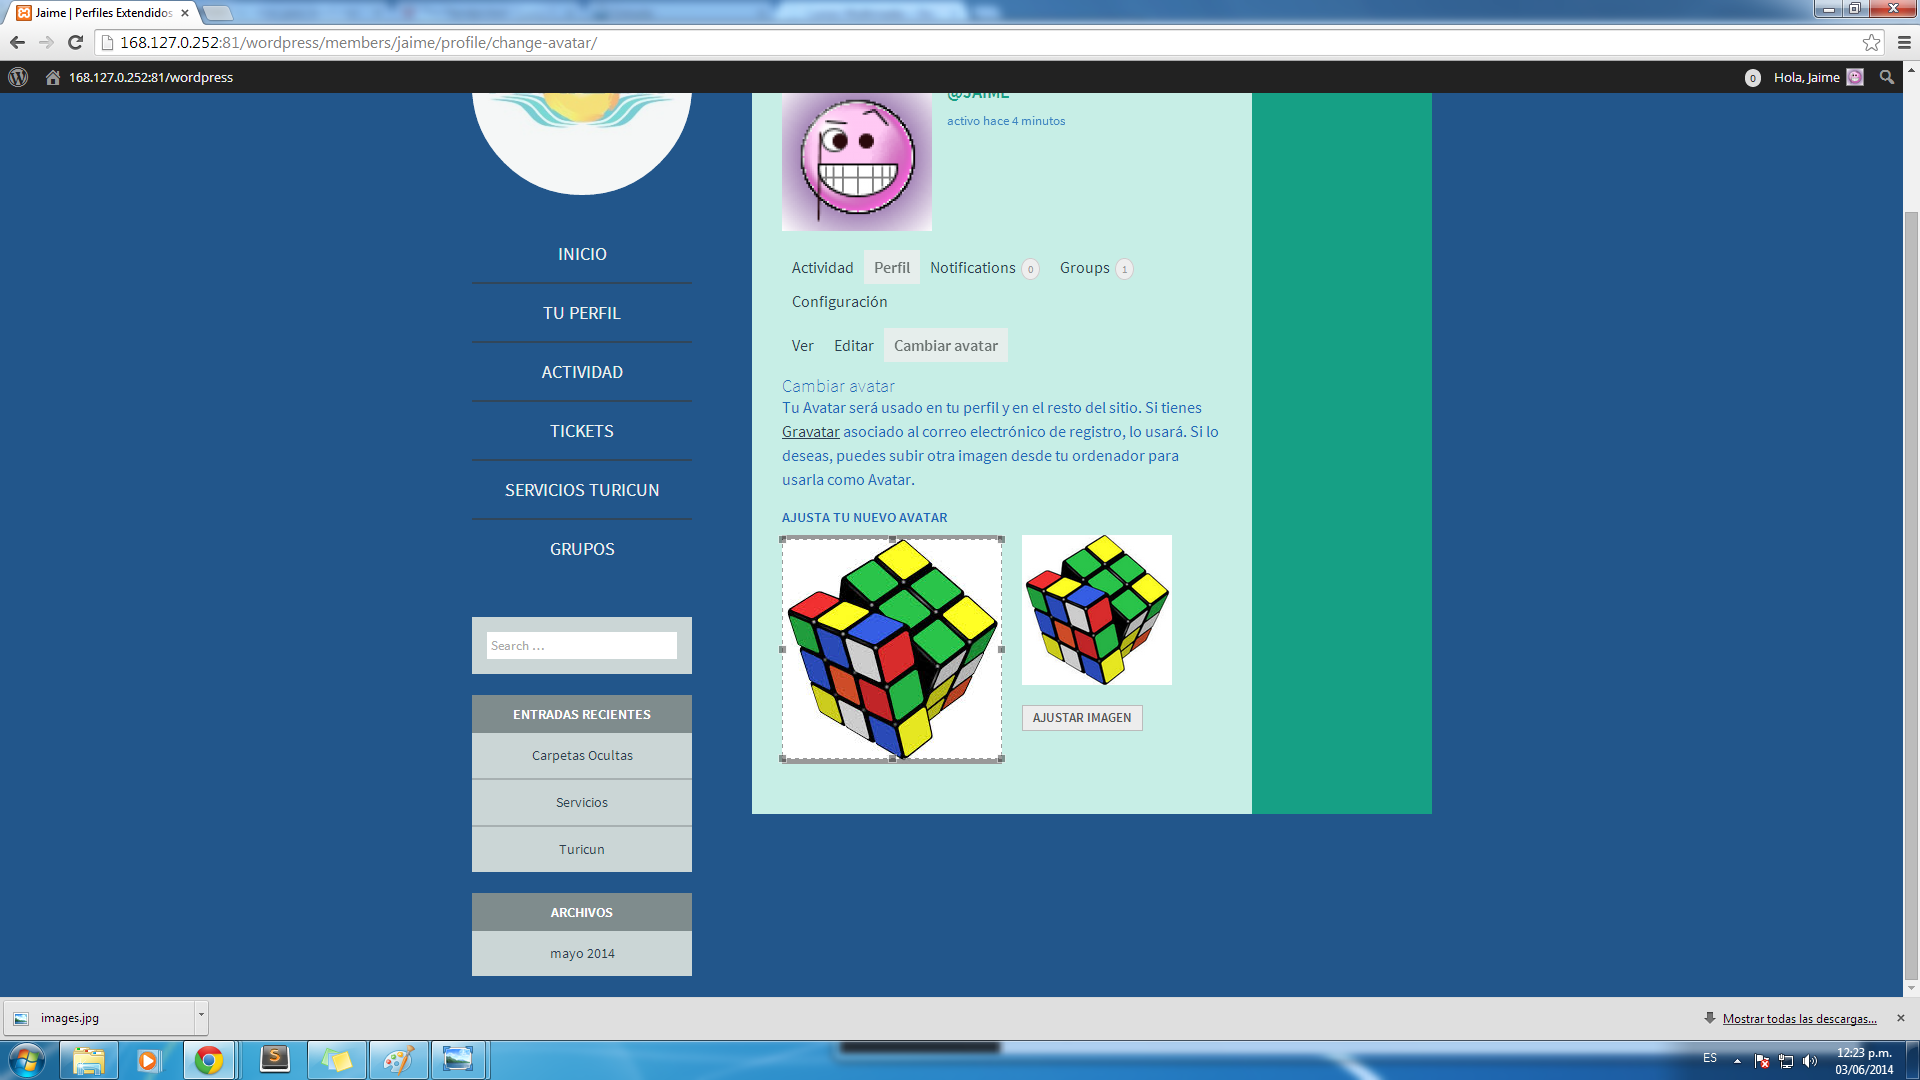 Jaime | Perfiles Extendidos
168.127.0.252:81/wordpress/members/jaime/profile/change-avatar/
168.127.0.252:81/wordpress
0
Hola, Jaime
@JAIME
activo hace 4 minutos
INICIO
TU PERFIL
ACTIVIDAD
TICKETS
SERVICIOS TURICUN
GRUPOS
Search ...
ENTRADAS RECIENTES
Carpetas Ocultas
Servicios
Turicun
ARCHIVOS
mayo 2014
Actividad Perfil Notifications 0 Groups 1
Configuración
Ver Editar Cambiar avatar
Cambiar avatar
Tu Avatar será usado en tu perfil y en el resto del sitio. Si tienes
Gravatar asociado al correo electrónico de registro, lo usará. Si lo
deseas, puedes subir otra imagen desde tu ordenador para
usarla como Avatar.
AJUSTA TU NUEVO AVATAR
AJUSTAR IMAGEN
images.jpg
Mostrar todas las descargas...
S
ES
12:23 p.m.
03/06/2014